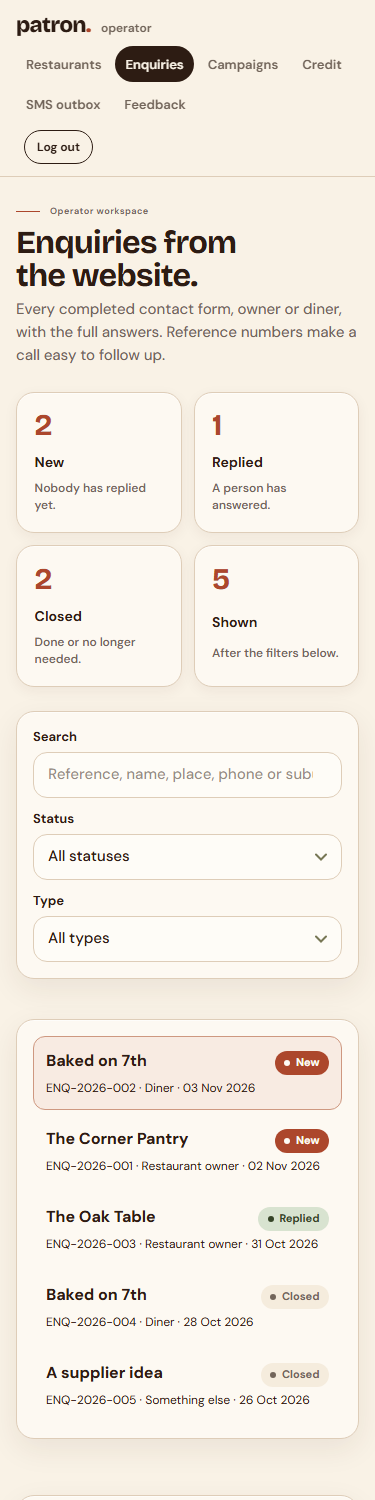 patron. operator
Restaurants Enquiries Campaigns Credit
SMS outbox Feedback
Log out
Operator workspace
Enquiries from
the website.
Every completed contact form, owner or diner,
with the full answers. Reference numbers make a
call easy to follow up.
2
New
Nobody has replied
yet.
1
Replied
A person has
answered.
2
Closed
Done or no longer
needed.
5
Shown
After the filters below.
Search
Reference, name, place, phone or sub
Status
All statuses
Type
All types
Baked on 7th
New
ENQ-2026-002 · Diner · 03 Nov 2026
The Corner Pantry
New
ENQ-2026-001 · Restaurant owner · 02 Nov 2026
The Oak Table
Replied
ENQ-2026-003 · Restaurant owner · 31 Oct 2026
Baked on 7th
Closed
ENQ-2026-004 · Diner · 28 Oct 2026
A supplier idea
Closed
ENQ-2026-005 · Something else · 26 Oct 2026